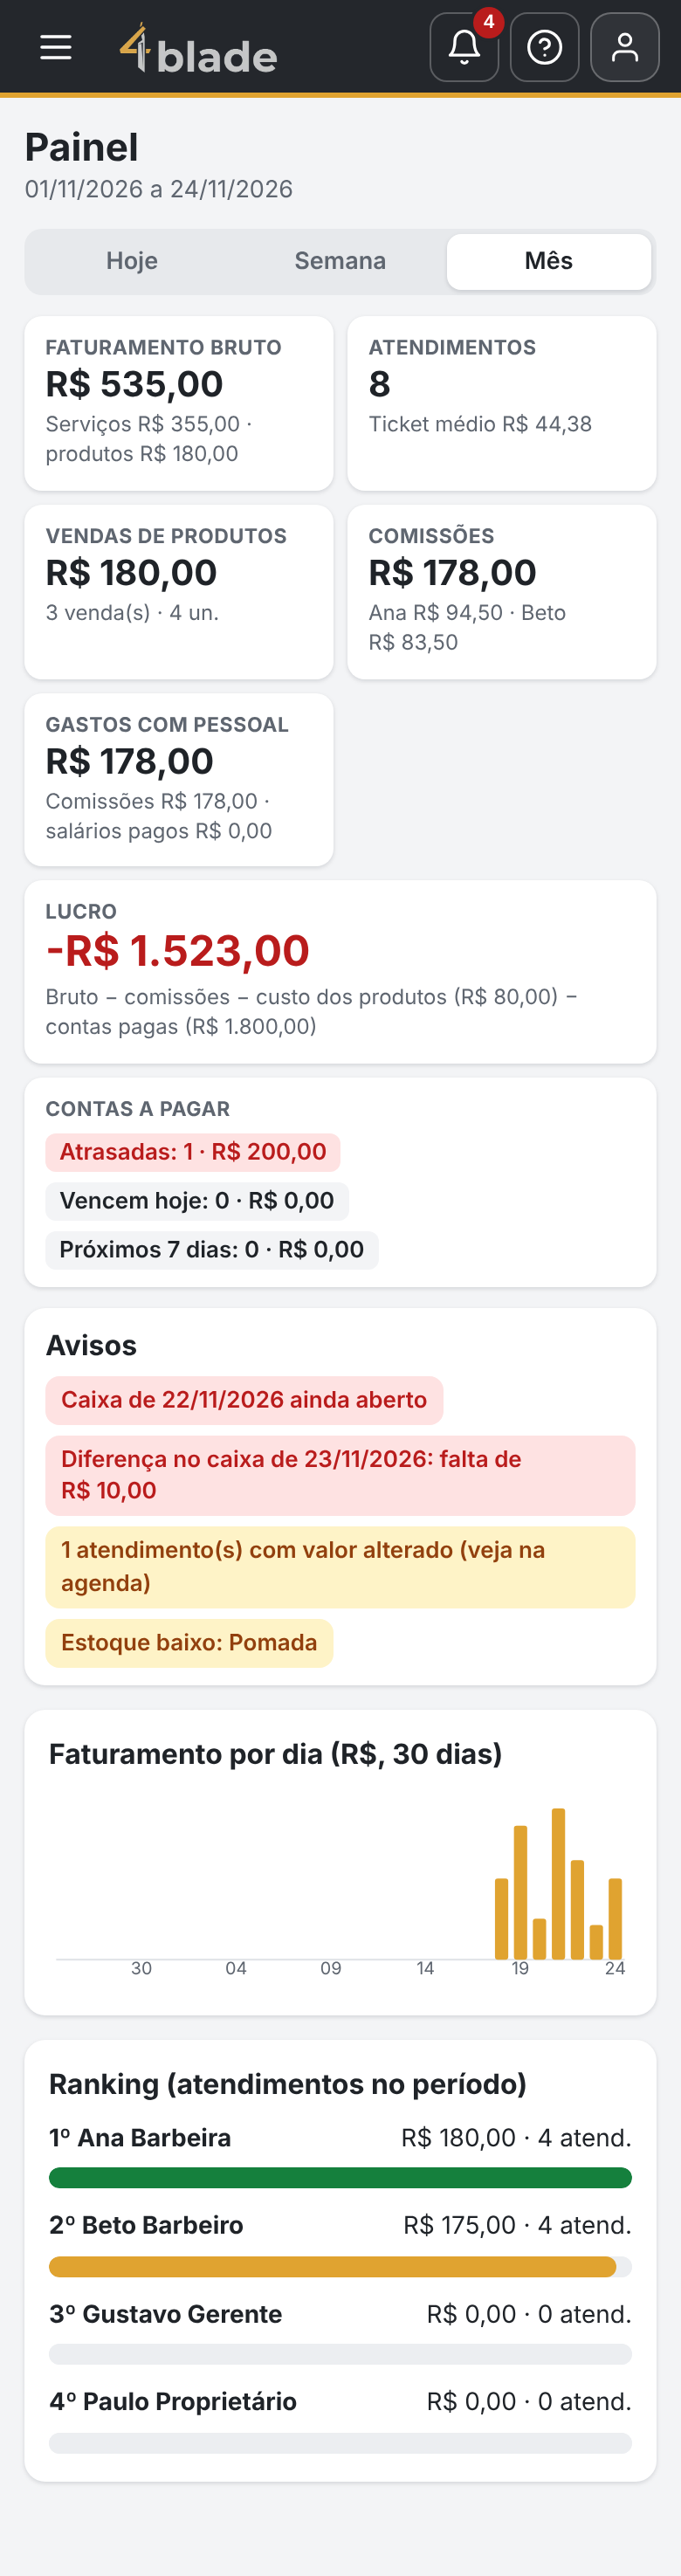 4blade
4
Painel
01/11/2026 a 24/11/2026
Hoje
Semana
Mês
FATURAMENTO BRUTO
R$ 535,00
Serviços R$ 355,00 ·
produtos R$ 180,00
ATENDIMENTOS
8
Ticket médio R$ 44,38
VENDAS DE PRODUTOS
R$ 180,00
3 venda(s) · 4 un.
COMISSÕES
R$ 178,00
Ana R$ 94,50 · Beto
R$ 83,50
GASTOS COM PESSOAL
R$ 178,00
Comissões R$ 178,00 ·
salários pagos R$ 0,00
LUCRO
-R$ 1.523,00
Bruto − comissões − custo dos produtos (R$ 80,00) −
contas pagas (R$ 1.800,00)
CONTAS A PAGAR
Atrasadas: 1 · R$ 200,00
Vencem hoje: 0 · R$ 0,00
Próximos 7 dias: 0 · R$ 0,00
Avisos
Caixa de 22/11/2026 ainda aberto
Diferença no caixa de 23/11/2026: falta de
R$ 10,00
1 atendimento(s) com valor alterado (veja na
agenda)
Estoque baixo: Pomada
Faturamento por dia (R$, 30 dias)
30 04 09 14 19 24
Ranking (atendimentos no período)
1º Ana Barbeira R$ 180,00 · 4 atend.
2º Beto Barbeiro R$ 175,00 · 4 atend.
3º Gustavo Gerente R$ 0,00 · 0 atend.
4º Paulo Proprietário R$ 0,00 · 0 atend.